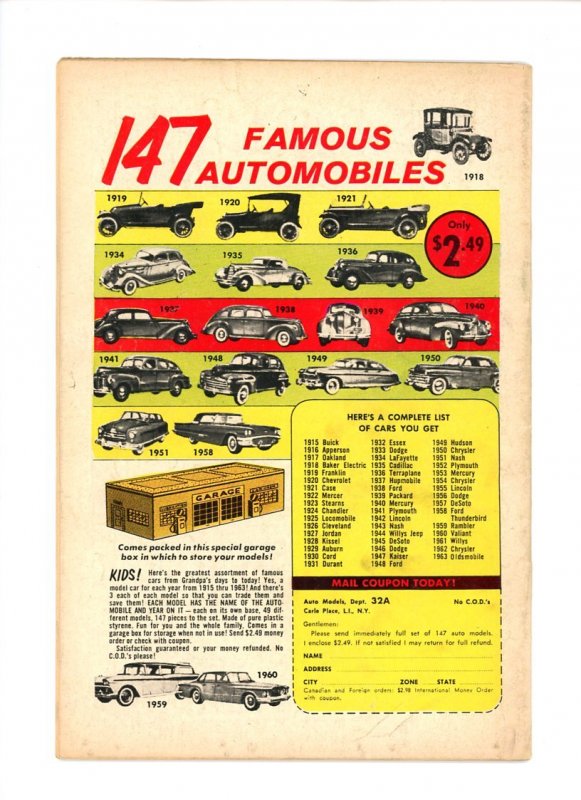 147 FAMOUS
AUTOMOBILES
1918
1919
1920
1921
Only
$2.49
1934
1935
1936
1937
1938
1939
1940
1941
1948
1949
1950
1951
1958
GARAGE
Comes packed in this special garage
box in which to store your models!
KIDS! Here's the greatest assortment of famous
cars from Grandpa's days to today! Yes, a
model car for each year from 1915 thru 1963! And there's
3 each of each model so that you can trade them and
save them! EACH MODEL HAS THE NAME OF THE AUTO-
MOBILE AND YEAR ON IT — each on its own base, 49 dif-
ferent models, 147 pieces to the set. Made of pure plastic
styrene. Fun for you and the whole family. Comes in a
garage box for storage when not in use! Send $2.49 money
order or check with coupon.
Satisfaction guaranteed or your money refunded. No
C.O.D.'s please!
1959
1960
HERE'S A COMPLETE LIST
OF CARS YOU GET
1915 Buick
1916 Apperson
1917 Oakland
1918 Baker Electric
1919 Franklin
1920 Chevrolet
1921 Case
1922 Mercer
1923 Stearns
1924 Chandler
1925 Locomobile
1926 Cleveland
1927 Jordan
1928 Kissel
1929 Auburn
1930 Cord
1931 Durant
1932 Essex
1933 Dodge
1934 LaFayette
1935 Cadillac
1936 Terraplane
1937 Hupmobile
1938 Ford
1939 Packard
1940 Mercury
1941 Plymouth
1942 Lincoln
1943 Nash
1944 Willys Jeep
1945 DeSoto
1946 Dodge
1947 Kaiser
1948 Ford
1949 Hudson
1950 Chrysler
1951 Nash
1952 Plymouth
1953 Mercury
1954 Chrysler
1955 Lincoln
1956 Dodge
1957 DeSoto
1958 Ford
Thunderbird
1959 Rambler
1960 Valiant
1961 Willys
1962 Chrysler
1963 Oldsmobile
MAIL COUPON TODAY!
Auto Models, Dept. 32A No C.O.D.'s
Carle Place, L.I., N.Y.
Gentlemen:
Please send immediately full set of 147 auto models.
I enclose $2.49. If not satisfied I may return for full refund.
NAME
ADDRESS
CITY ZONE STATE
Canadian and Foreign orders: $2.98 International Money Order
with coupon.